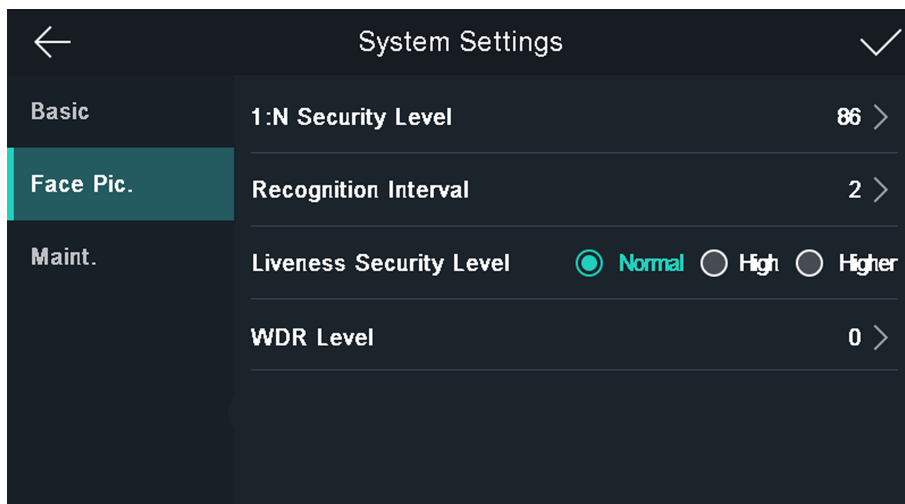 System Settings
Basic
Face Pic.
Maint.
1:N Security Level 86
Recognition Interval 2
Liveness Security Level Normal High Higher
WDR Level 0